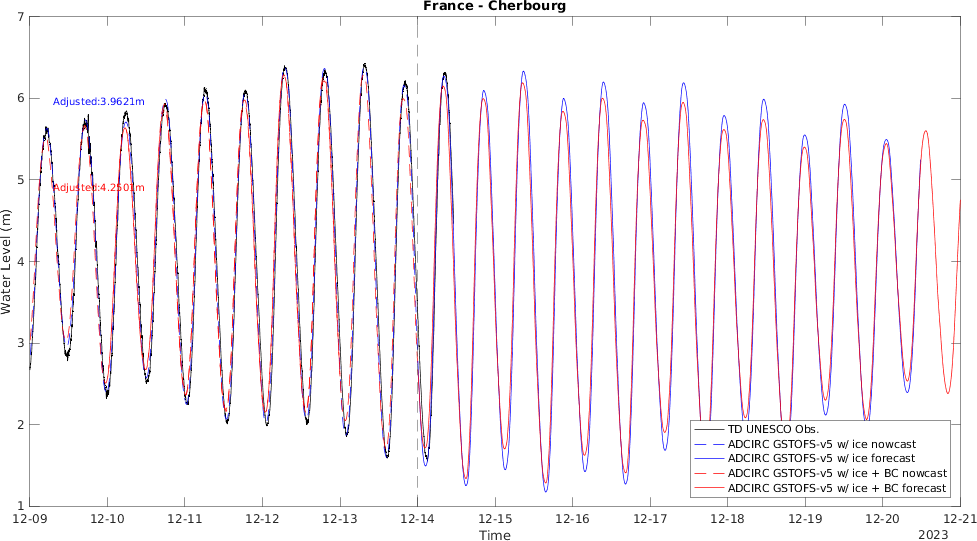 France - Cherbourg
Water Level (m)
7
6
5
4
3
2
1
Adjusted:3.9621m
Adjusted:4.2501m
TD UNESCO Obs.
ADCIRC GSTOFS-v5 w/ ice nowcast
ADCIRC GSTOFS-v5 w/ ice forecast
ADCIRC GSTOFS-v5 w/ ice + BC nowcast
ADCIRC GSTOFS-v5 w/ ice + BC forecast
12-09 12-10 12-11 12-12 12-13 12-14 12-15 12-16 12-17 12-18 12-19 12-20 12-21
Time
2023